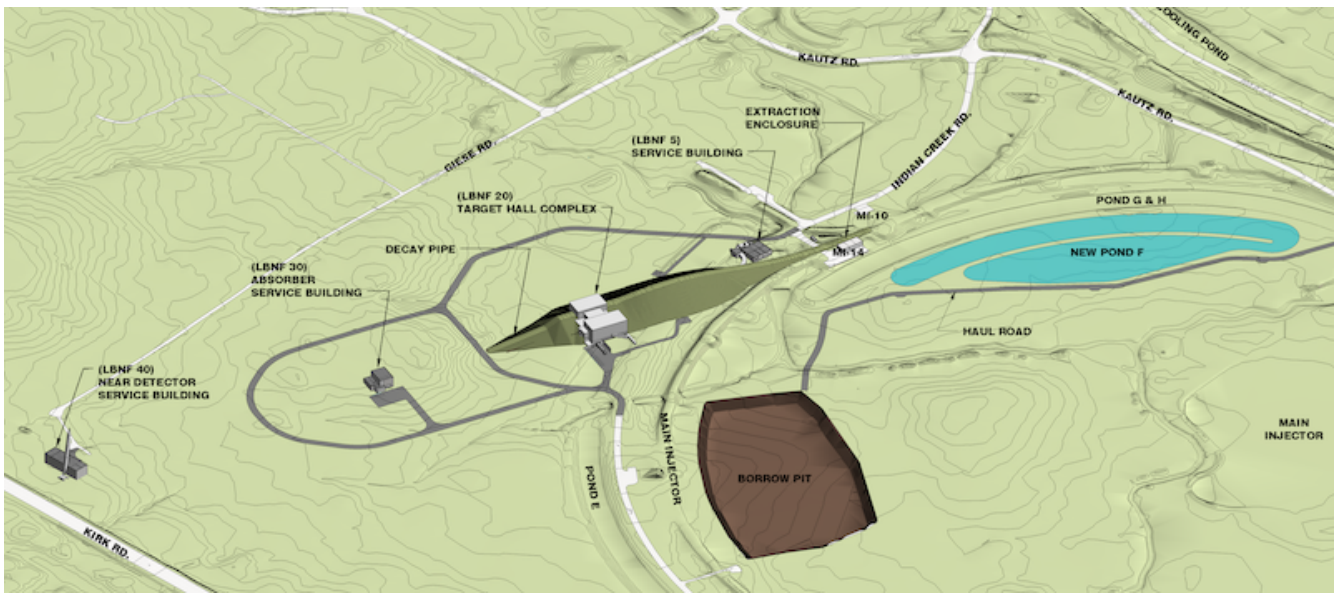 COOLING POND
KAUTZ RD.
KAUTZ RD.
EXTRACTION
ENCLOSURE
(LBNF 5)
SERVICE BUILDING
INDIAN CREEK RD.
GIESE RD.
(LBNF 20)
TARGET HALL COMPLEX
POND G & H
MI-10
DECAY PIPE
MI-14
NEW POND F
(LBNF 30)
ABSORBER
SERVICE BUILDING
HAUL ROAD
(LBNF 40)
NEAR DETECTOR
SERVICE BUILDING
MAIN INJECTOR
MAIN
INJECTOR
POND E
BORROW PIT
KIRK RD.